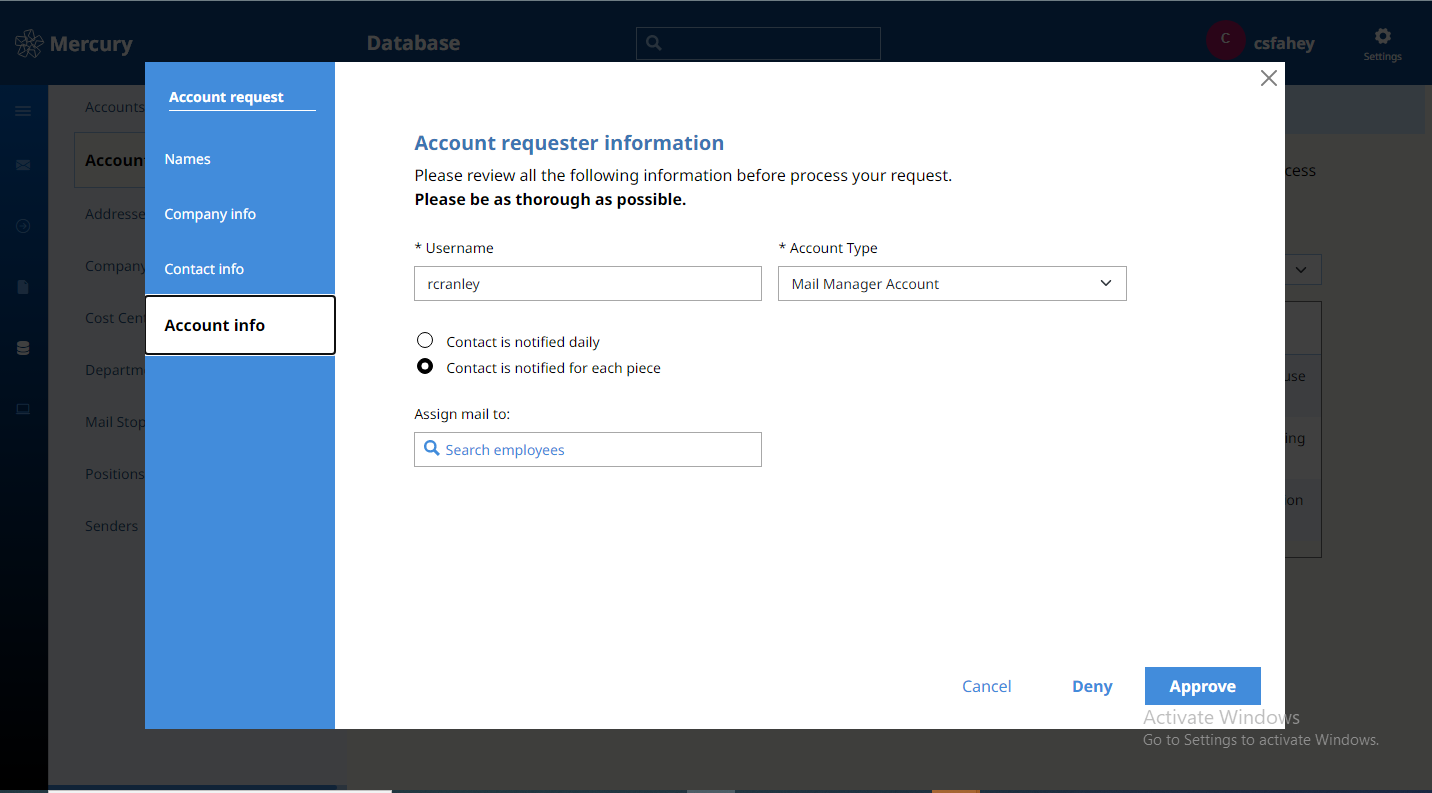 Mercury
Database
C
csfahey
Settings
Accounts
Accoun
Addresse
Company
Cost Cen
Departm
Mail Stop
Positions
Senders
Account request
Names
Company info
Contact info
Account info
Account requester information
Please review all the following information before process your request.
Please be as thorough as possible.
* Username
* Account Type
rcranley
Mail Manager Account
Contact is notified daily
Contact is notified for each piece
Assign mail to:
Search employees
Cancel
Deny
Approve
cess
use
ing
on
Activate Windows
Go to Settings to activate Windows.